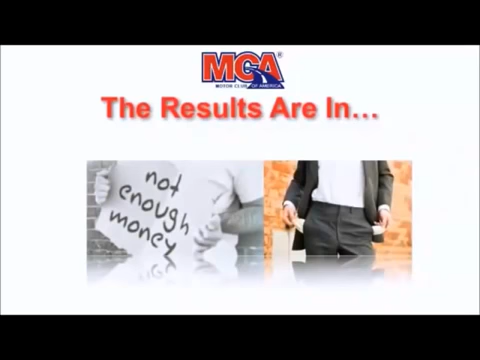 MCA®
MOTOR CLUB OF AMERICA
The Results Are In...
not
enough
money